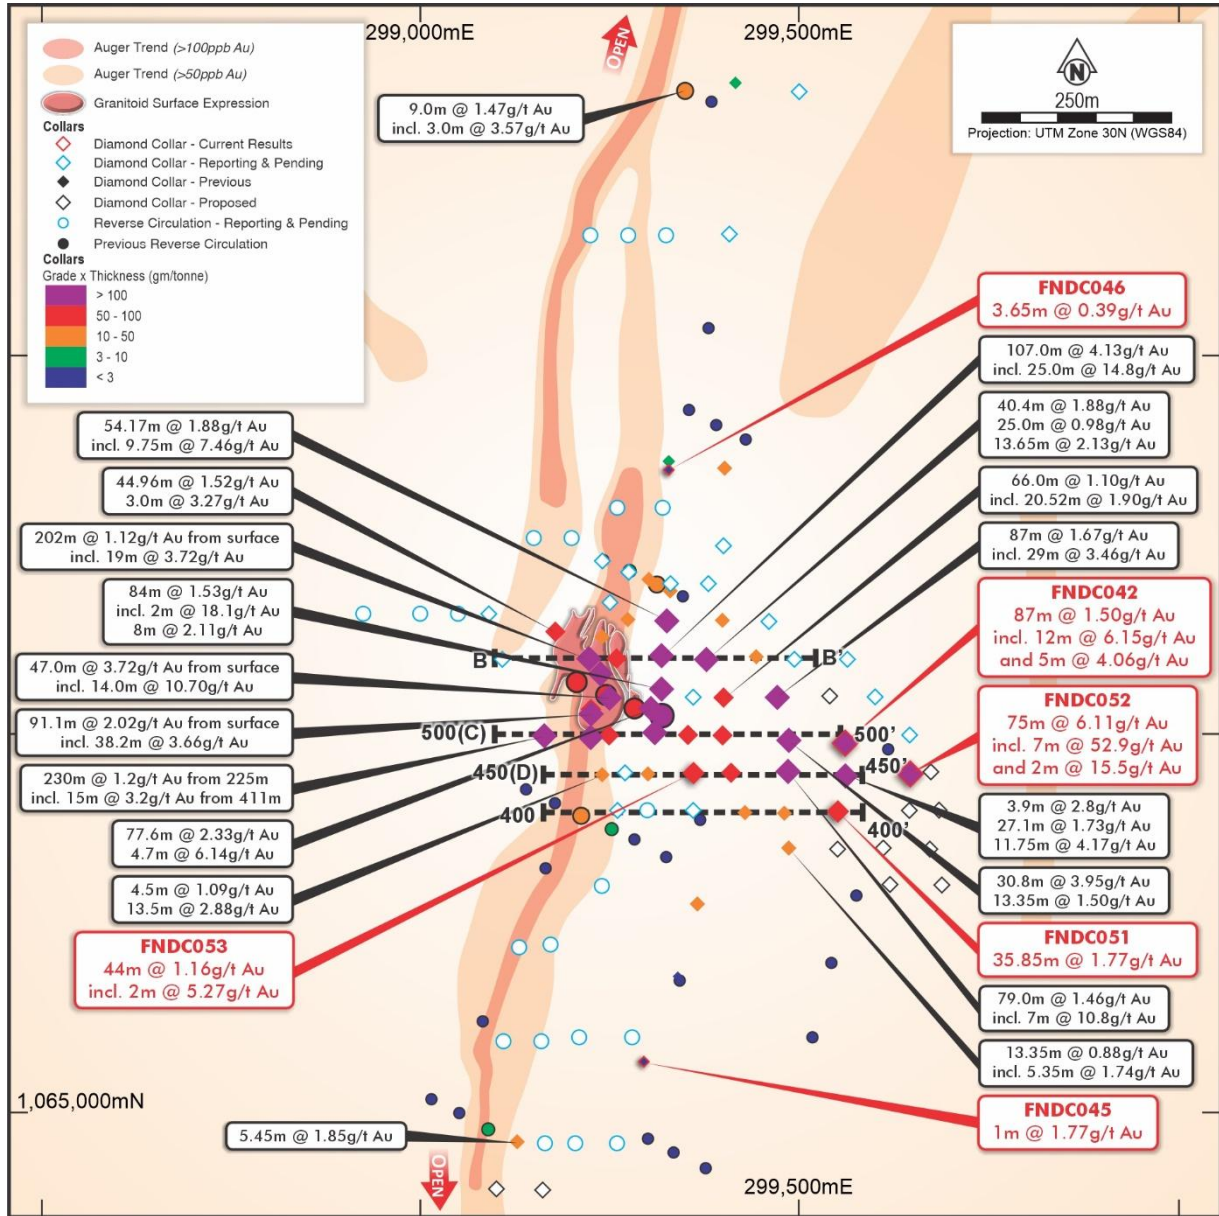 299,000mE
299,500mE
OPEN
Auger Trend (>100ppb Au)
Auger Trend (>50ppb Au)
Granitoid Surface Expression
Collars
Diamond Collar - Current Results
Diamond Collar - Reporting & Pending
Diamond Collar - Previous
Diamond Collar - Proposed
Reverse Circulation - Reporting & Pending
Previous Reverse Circulation
Collars
Grade x Thickness (gm/tonne)
> 100
50 - 100
10 - 50
3 - 10
< 3
N
250m
Projection: UTM Zone 30N (WGS84)
9.0m @ 1.47g/t Au
incl. 3.0m @ 3.57g/t Au
54.17m @ 1.88g/t Au
incl. 9.75m @ 7.46g/t Au
44.96m @ 1.52g/t Au
3.0m @ 3.27g/t Au
202m @ 1.12g/t Au from surface
incl. 19m @ 3.72g/t Au
84m @ 1.53g/t Au
incl. 2m @ 18.1g/t Au
8m @ 2.11g/t Au
47.0m @ 3.72g/t Au from surface
incl. 14.0m @ 10.70g/t Au
91.1m @ 2.02g/t Au from surface
incl. 38.2m @ 3.66g/t Au
230m @ 1.2g/t Au from 225m
incl. 15m @ 3.2g/t Au from 411m
77.6m @ 2.33g/t Au
4.7m @ 6.14g/t Au
4.5m @ 1.09g/t Au
13.5m @ 2.88g/t Au
FNDC053
44m @ 1.16g/t Au
incl. 2m @ 5.27g/t Au
B
B'
500(C)
500'
450(D)
450'
400
400'
FNDC046
3.65m @ 0.39g/t Au
107.0m @ 4.13g/t Au
incl. 25.0m @ 14.8g/t Au
40.4m @ 1.88g/t Au
25.0m @ 0.98g/t Au
13.65m @ 2.13g/t Au
66.0m @ 1.10g/t Au
incl. 20.52m @ 1.90g/t Au
87m @ 1.67g/t Au
incl. 29m @ 3.46g/t Au
FNDC042
87m @ 1.50g/t Au
incl. 12m @ 6.15g/t Au
and 5m @ 4.06g/t Au
FNDC052
75m @ 6.11g/t Au
incl. 7m @ 52.9g/t Au
and 2m @ 15.5g/t Au
3.9m @ 2.8g/t Au
27.1m @ 1.73g/t Au
11.75m @ 4.17g/t Au
30.8m @ 3.95g/t Au
13.35m @ 1.50g/t Au
FNDC051
35.85m @ 1.77g/t Au
79.0m @ 1.46g/t Au
incl. 7m @ 10.8g/t Au
13.35m @ 0.88g/t Au
incl. 5.35m @ 1.74g/t Au
FNDC045
1m @ 1.77g/t Au
1,065,000mN
5.45m @ 1.85g/t Au
OPEN
299,500mE